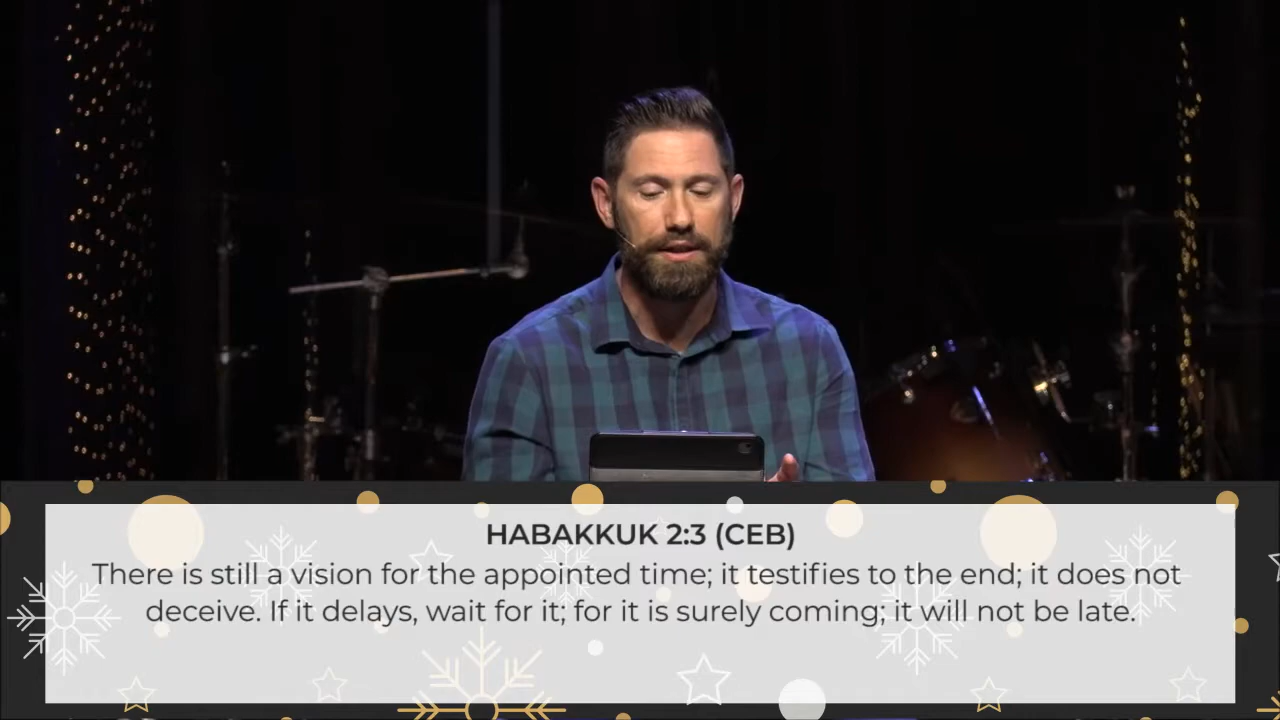 HABAKKUK 2:3 (CEB)
There is still a vision for the appointed time; it testifies to the end; it does not
deceive. If it delays, wait for it; for it is surely coming; it will not be late.